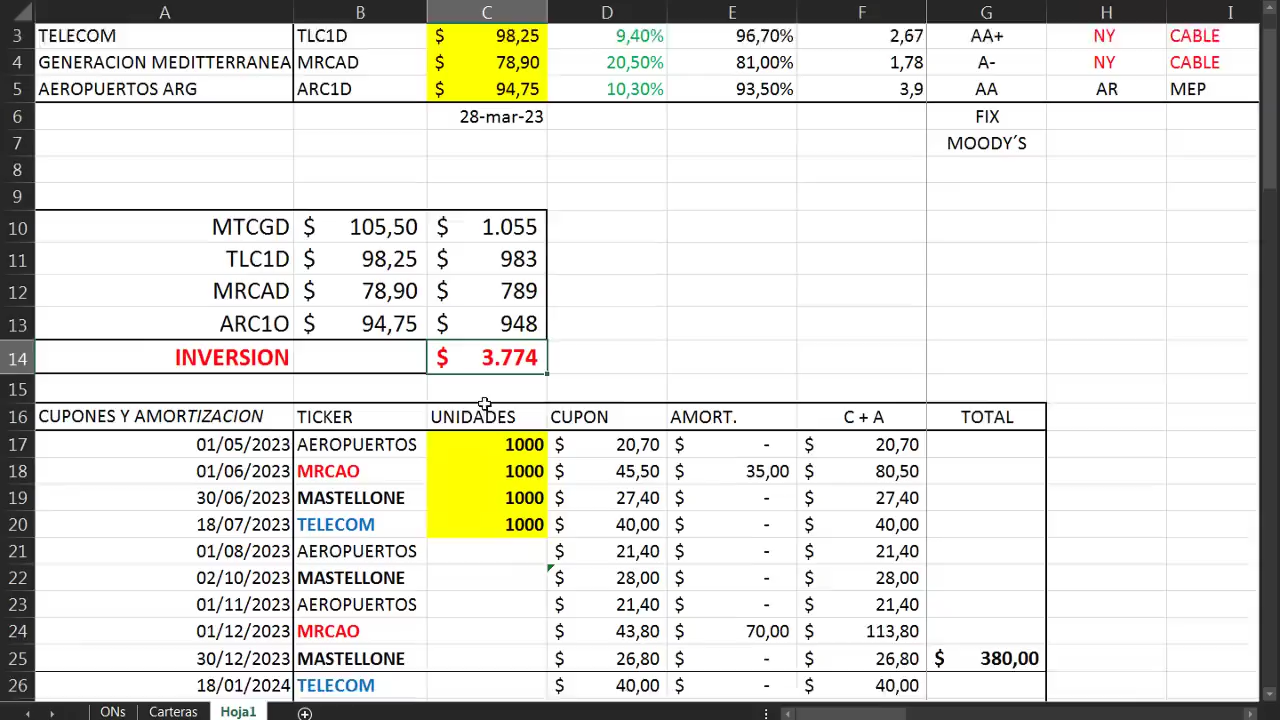 A B C D E F G H I
3 TELECOM TLC1D $ 98,25 9,40% 96,70% 2,67 AA+ NY CABLE
4 GENERACION MEDITTERRANEA MRCAD $ 78,90 20,50% 81,00% 1,78 A- NY CABLE
5 AEROPUERTOS ARG ARC1D $ 94,75 10,30% 93,50% 3,9 AA AR MEP
6 28-mar-23 FIX
7 MOODY´S
8
9
10 MTCGD $ 105,50 $ 1.055
11 TLC1D $ 98,25 $ 983
12 MRCAD $ 78,90 $ 789
13 ARC1O $ 94,75 $ 948
14 INVERSION $ 3.774
15
16 CUPONES Y AMORTIZACION TICKER UNIDADES CUPON AMORT. C + A TOTAL
17 01/05/2023 AEROPUERTOS 1000 $ 20,70 $ - $ 20,70
18 01/06/2023 MRCAO 1000 $ 45,50 $ 35,00 $ 80,50
19 30/06/2023 MASTELLONE 1000 $ 27,40 $ - $ 27,40
20 18/07/2023 TELECOM 1000 $ 40,00 $ - $ 40,00
21 01/08/2023 AEROPUERTOS $ 21,40 $ - $ 21,40
22 02/10/2023 MASTELLONE $ 28,00 $ - $ 28,00
23 01/11/2023 AEROPUERTOS $ 21,40 $ - $ 21,40
24 01/12/2023 MRCAO $ 43,80 $ 70,00 $ 113,80
25 30/12/2023 MASTELLONE $ 26,80 $ - $ 26,80 $ 380,00
26 18/01/2024 TELECOM $ 40,00 $ - $ 40,00
ONs Carteras Hoja1